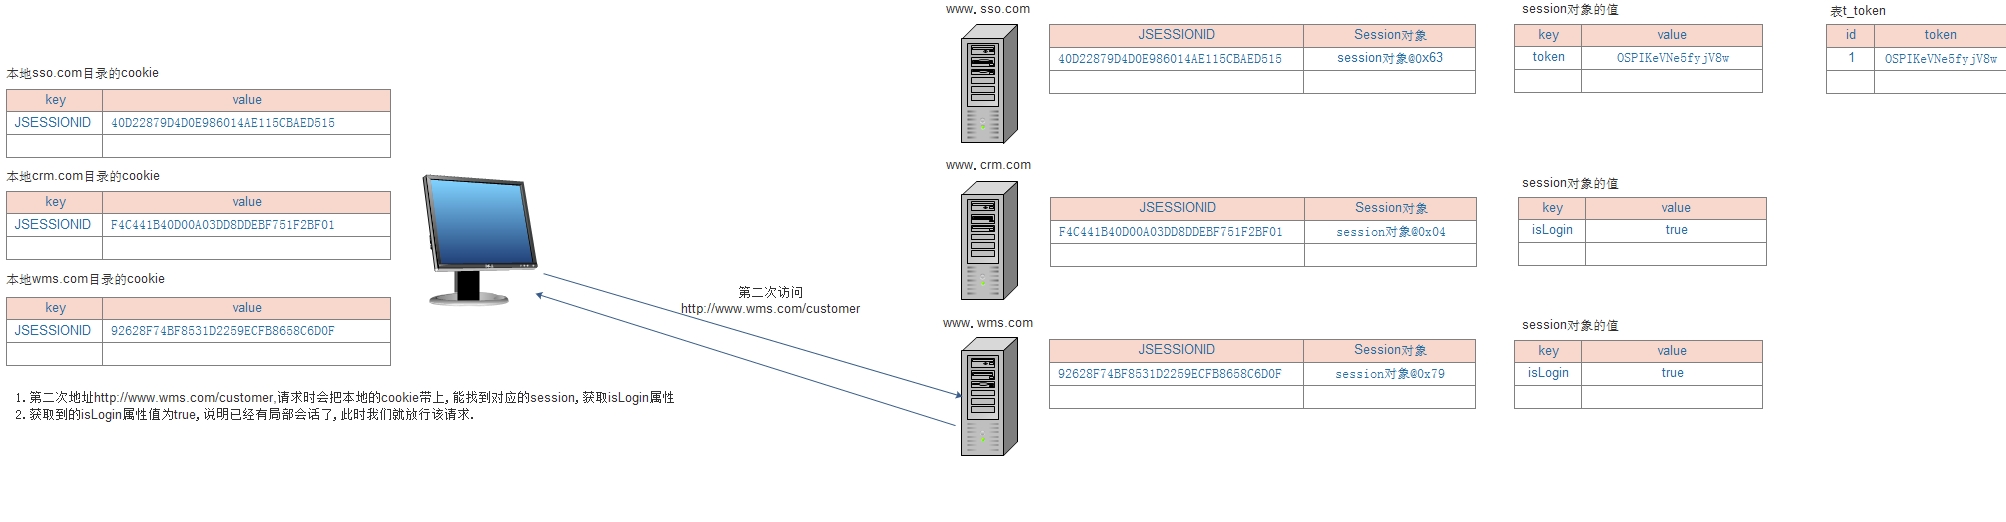 本地sso.com目录的cookie
key value
JSESSIONID 40D22879D4D0E986014AE115CBAED515
本地crm.com目录的cookie
key value
JSESSIONID F4C441B40D00A03DD8DDEBF751F2BF01
本地wms.com目录的cookie
key value
JSESSIONID 92628F74BF8531D2259ECFB8658C6D0F
1. 第二次地址http://www.wms.com/customer,请求时会把本地的cookie带上,能找到对应的session,获取isLogin属性
2. 获取到的isLogin属性值为true,说明已经有局部会话了,此时我们就放行该请求.
第二次访问
http://www.wms.com/customer
www.sso.com
JSESSIONID Session对象
40D22879D4D0E986014AE115CBAED515 session对象@0x63
session对象的值
key value
token OSPIKeVNe5fyjV8w
表t_token
id token
1 OSPIKeVNe5fyjV8w
www.crm.com
JSESSIONID Session对象
F4C441B40D00A03DD8DDEBF751F2BF01 session对象@0x04
session对象的值
key value
isLogin true
www.wms.com
JSESSIONID Session对象
92628F74BF8531D2259ECFB8658C6D0F session对象@0x79
session对象的值
key value
isLogin true